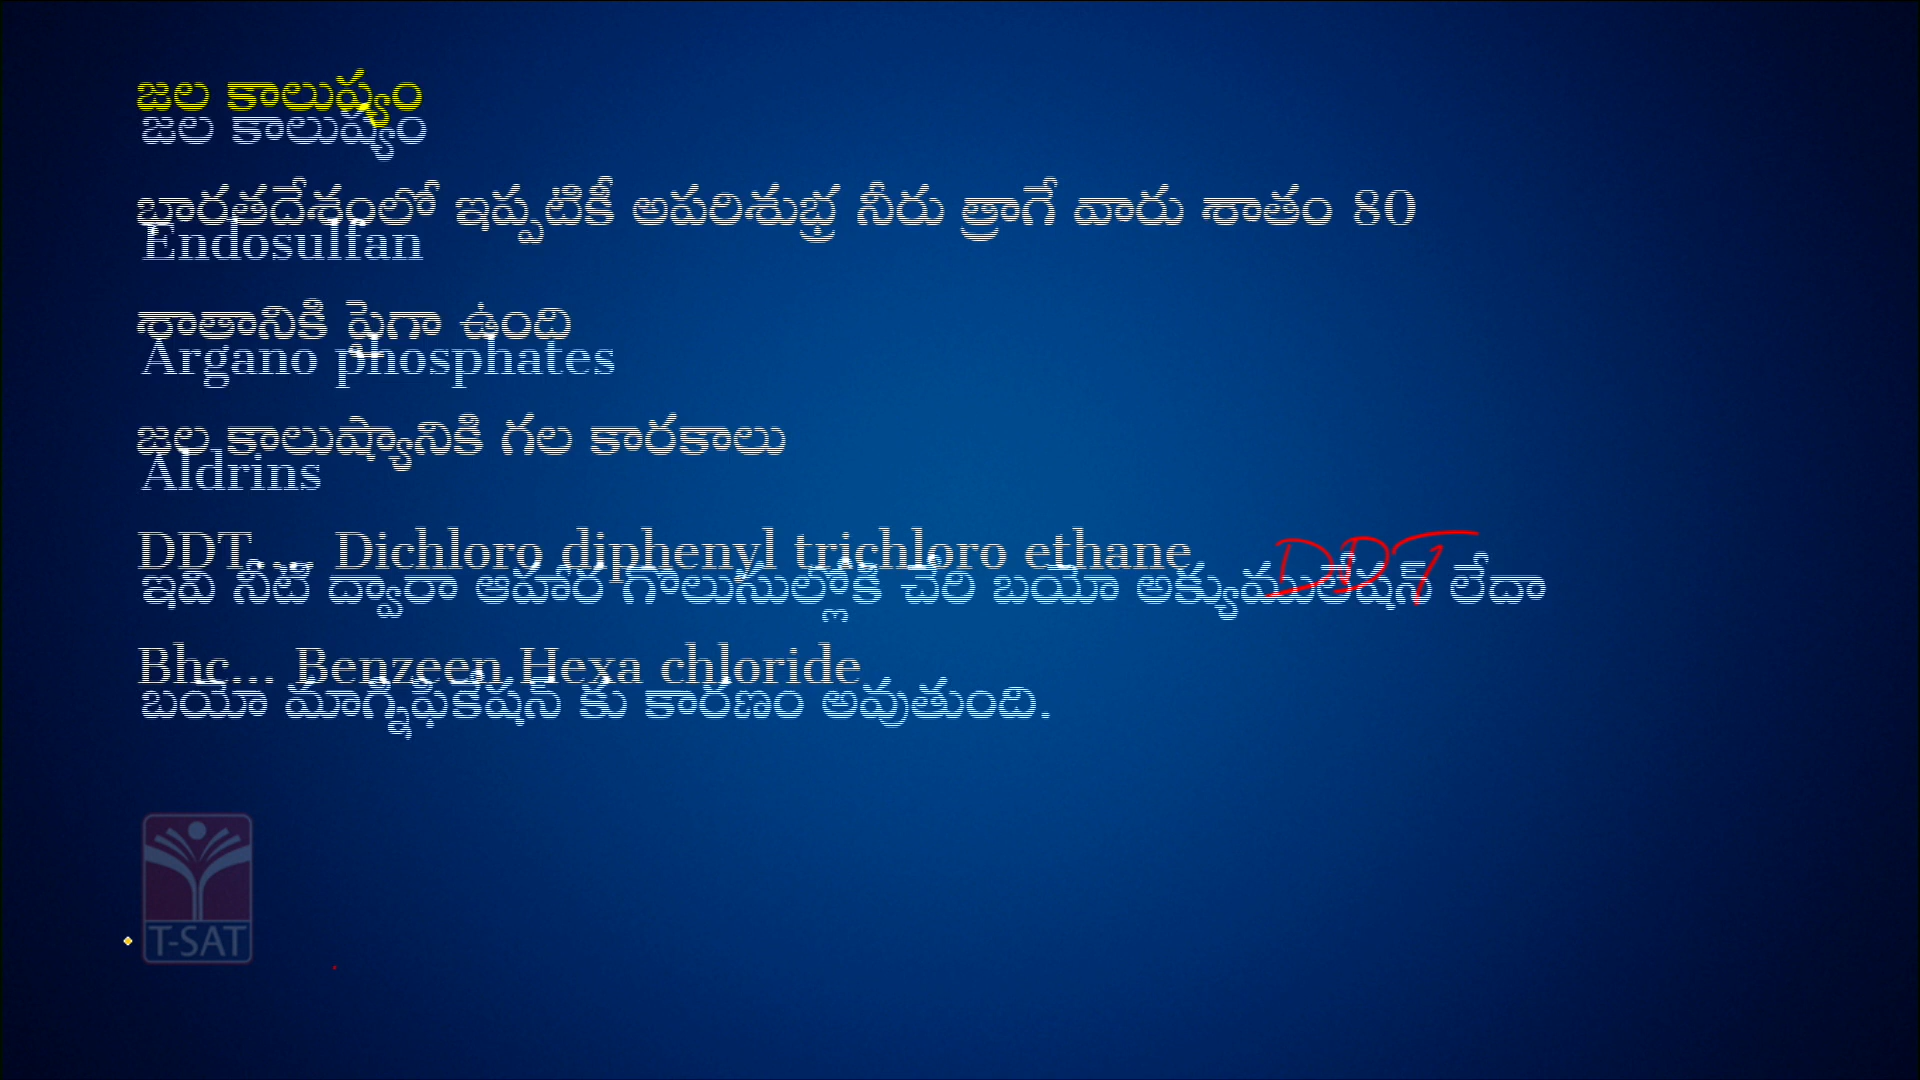 జల కాలుష్యం
జల కాలుష్యం
భారతదేశంలో ఇప్పటికీ అపరిశుభ్ర నీరు త్రాగే వారు శాతం 80
Endosulfan
శాతానికి పైగా ఉంది
Argano phosphates
జల కాలుష్యానికి గల కారకాలు
Aldrins
DDT.... Dichloro diphenyl trichloro ethane
DDT
ఇవి నీటి ద్వారా ఆహార గొలుసుల్లోకి చేరి బయో అక్యుములేషన్ లేదా
Bhc... Benzeen Hexa chloride
బయో మాగ్నిఫికేషన్ కు కారణం అవుతుంది.
T-SAT